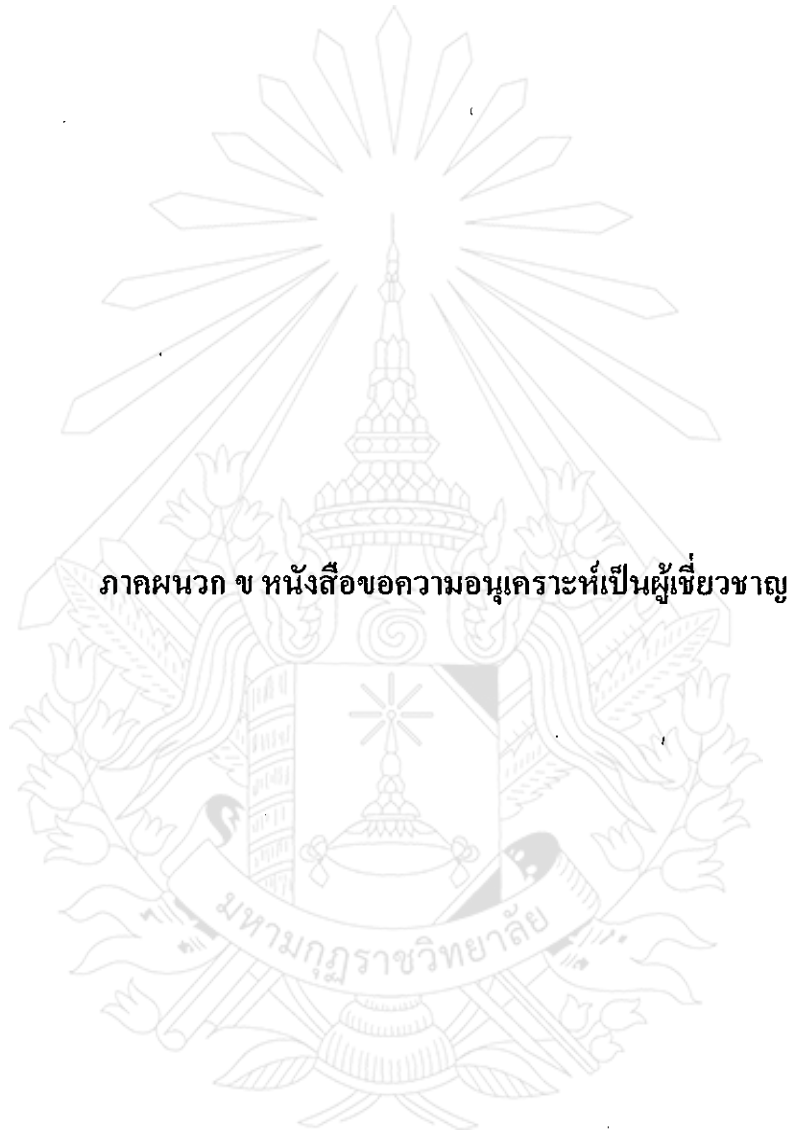 ภาคผนวก ข หนังสือขอความอนุเคราะห์เป็นผู้เชี่ยวชาญ
มหามกุฏราชวิทยาลัย